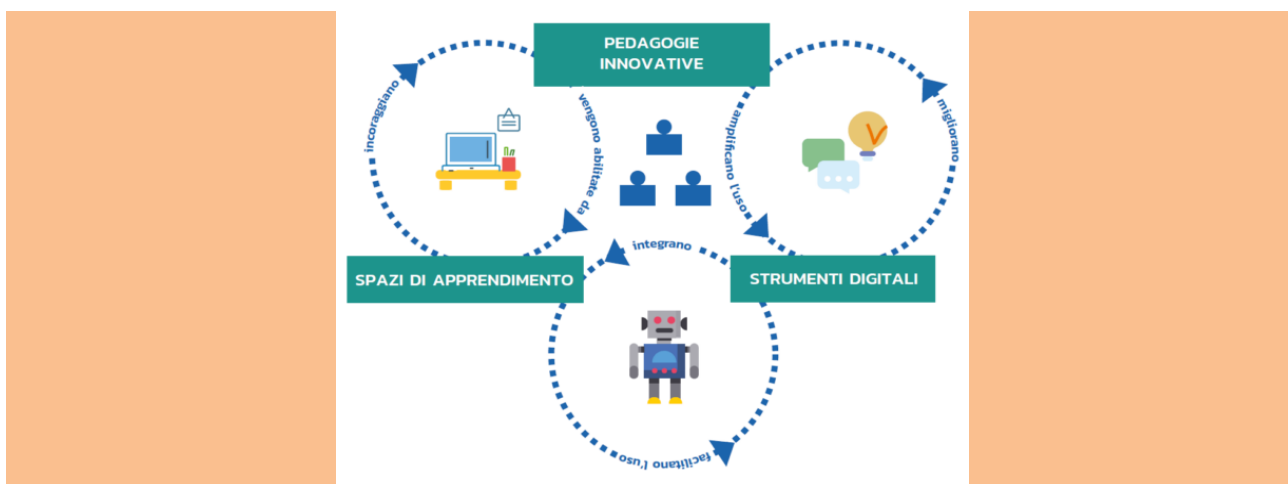 PEDAGOGIE
INNOVATIVE
incoraggiano
vengono abilitate da
amplificano l'uso
migliorano
integrano
SPAZI DI APPRENDIMENTO
STRUMENTI DIGITALI
facilitano l'uso